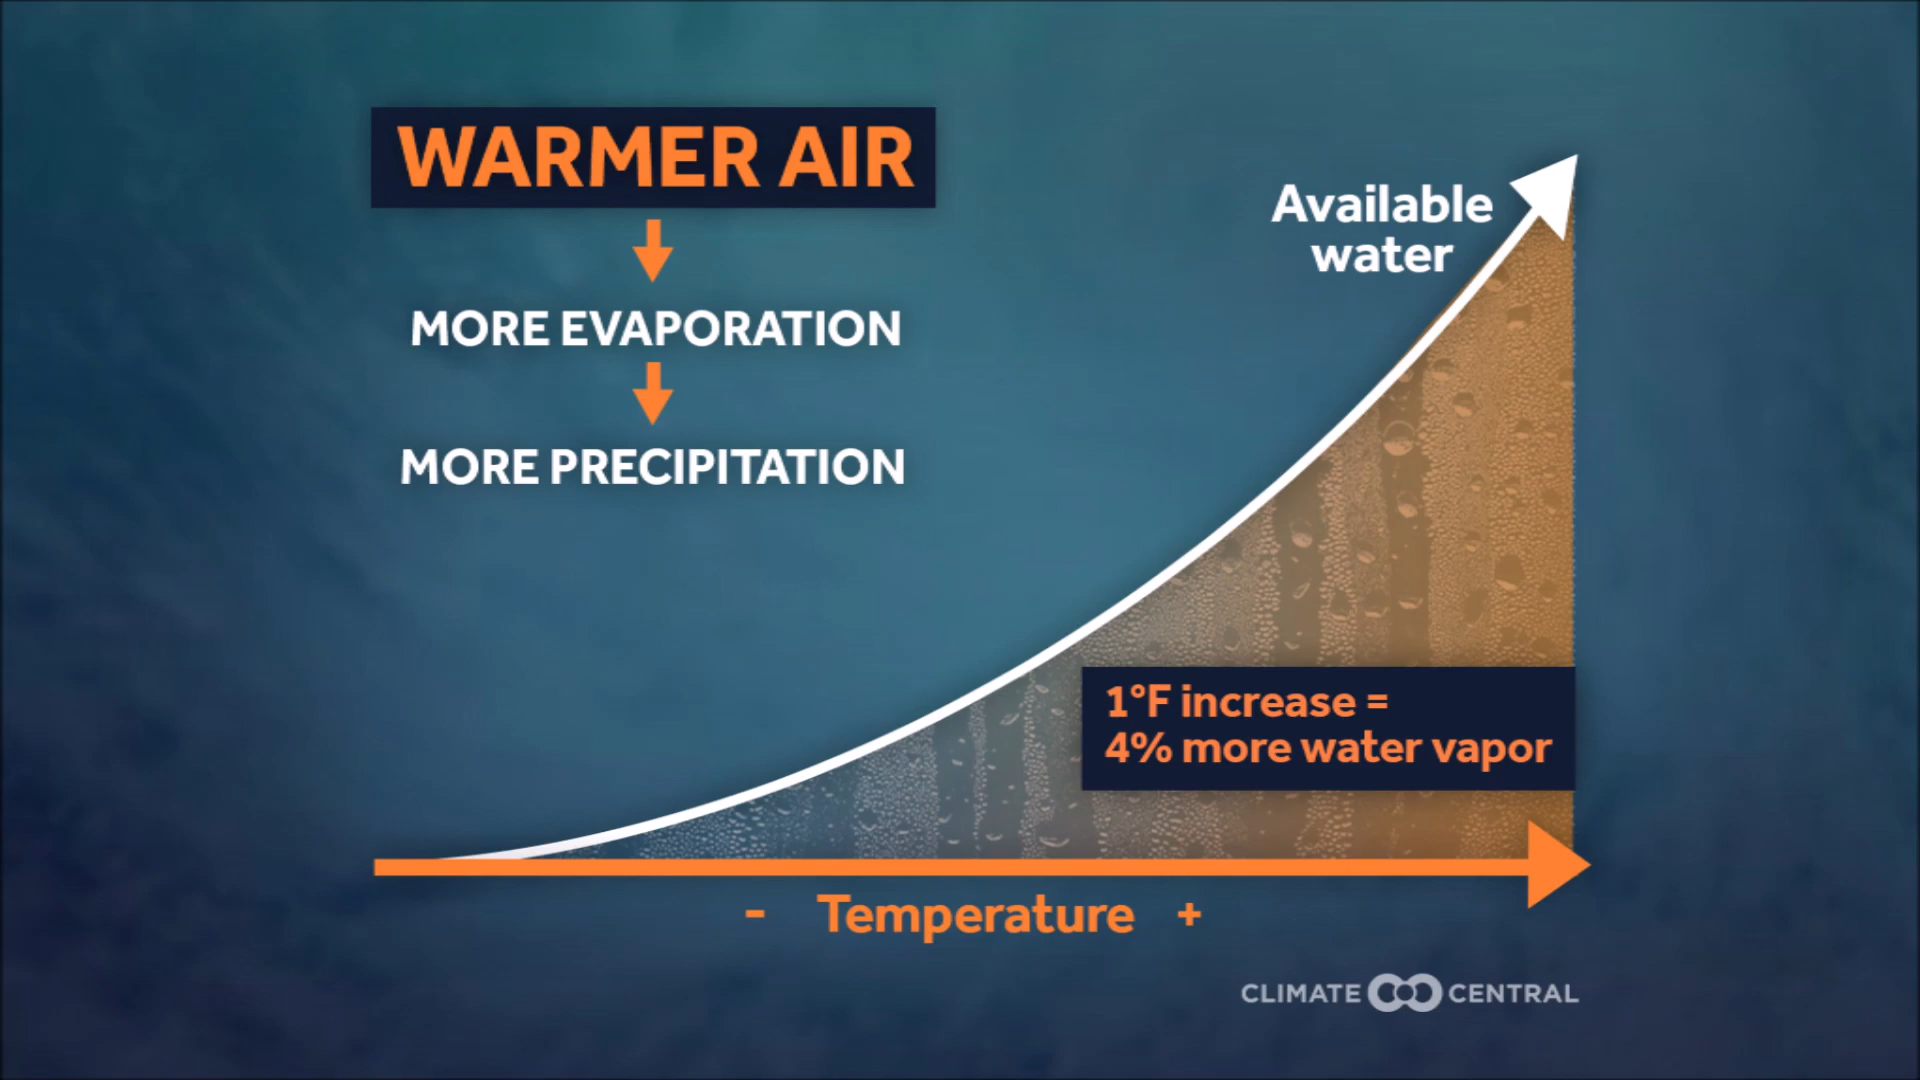 WARMER AIR
MORE EVAPORATION
MORE PRECIPITATION
Available
water
1°F increase =
4% more water vapor
- Temperature +
CLIMATE CENTRAL